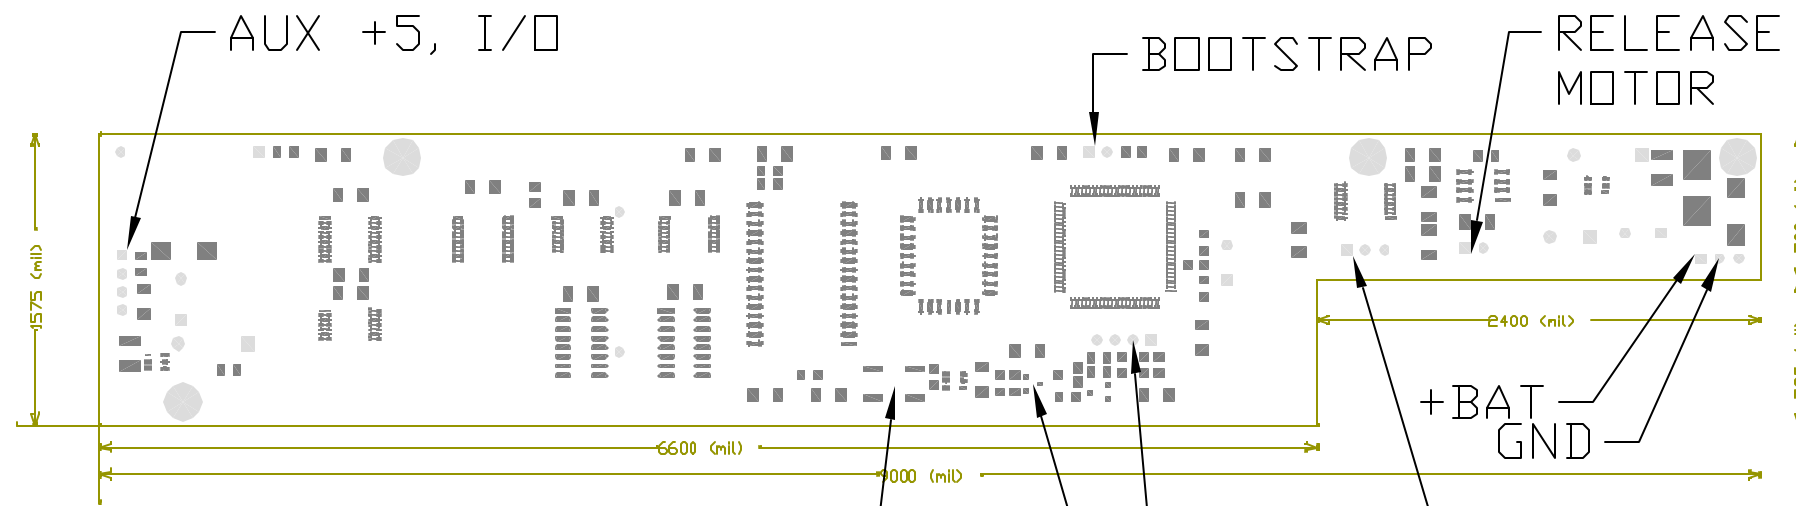 AUX +5, I/O
BOOTSTRAP
RELEASE
MOTOR
1575 (mil)
2400 (mil)
+BAT
GND
6600 (mil)
9000 (mil)